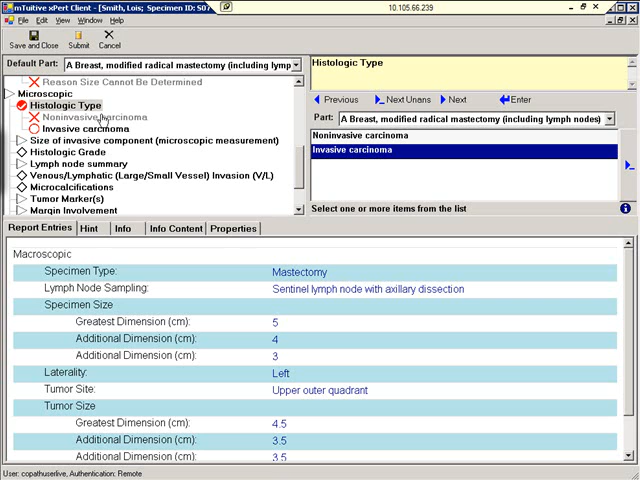 mTuitive xPert Client - [Smith, Lois; Specimen ID: S07
10.105.66.239
File Edit View Window Help
Save and Close Submit Cancel
Default Part: A Breast, modified radical mastectomy (including lymp
Reason Size Cannot Be Determined
Microscopic
Histologic Type
Noninvasive carcinoma
Invasive carcinoma
Size of invasive component (microscopic measurement)
Histologic Grade
Lymph node summary
Venous/Lymphatic (Large/Small Vessel) Invasion (V/L)
Microcalcifications
Tumor Marker(s)
Margin Involvement
Histologic Type
Previous Next Unans Next Enter
Part: A Breast, modified radical mastectomy (including lymph nodes)
Noninvasive carcinoma
Invasive carcinoma
Select one or more items from the list
Report Entries Hint Info Info Content Properties
Macroscopic
Specimen Type: Mastectomy
Lymph Node Sampling: Sentinel lymph node with axillary dissection
Specimen Size
Greatest Dimension (cm): 5
Additional Dimension (cm): 4
Additional Dimension (cm): 3
Laterality: Left
Tumor Site: Upper outer quadrant
Tumor Size
Greatest Dimension (cm): 4.5
Additional Dimension (cm): 3.5
Additional Dimension (cm): 3.5
User: copathuserlive, Authentication: Remote